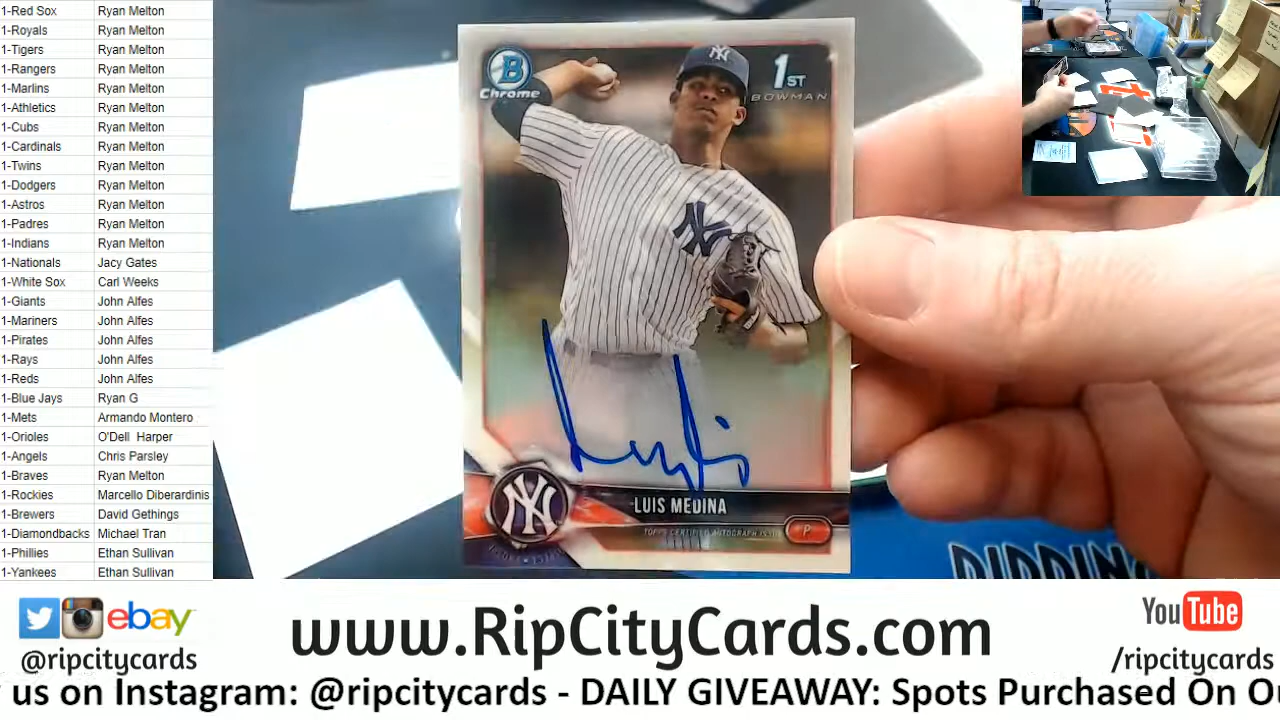 1-Red Sox Ryan Melton
1-Royals Ryan Melton
1-Tigers Ryan Melton
1-Rangers Ryan Melton
1-Marlins Ryan Melton
1-Athletics Ryan Melton
1-Cubs Ryan Melton
1-Cardinals Ryan Melton
1-Twins Ryan Melton
1-Dodgers Ryan Melton
1-Astros Ryan Melton
1-Padres Ryan Melton
1-Indians Ryan Melton
1-Nationals Jacy Gates
1-White Sox Carl Weeks
1-Giants John Alfes
1-Mariners John Alfes
1-Pirates John Alfes
1-Rays John Alfes
1-Reds John Alfes
1-Blue Jays Ryan G
1-Mets Armando Montero
1-Orioles O'Dell Harper
1-Angels Chris Parsley
1-Braves Ryan Melton
1-Rockies Marcello Diberardinis
1-Brewers David Gethings
1-Diamondbacks Michael Tran
1-Phillies Ethan Sullivan
1-Yankees Ethan Sullivan
B
Chrome
1ST
BOWMAN
NY
NY
NY
LUIS MEDINA
TOPPS CERTIFIED AUTOGRAPH ISSUE
P
ebay
@ripcitycards
www.RipCityCards.com
YouTube
/ripcitycards
us on Instagram: @ripcitycards - DAILY GIVEAWAY: Spots Purchased On